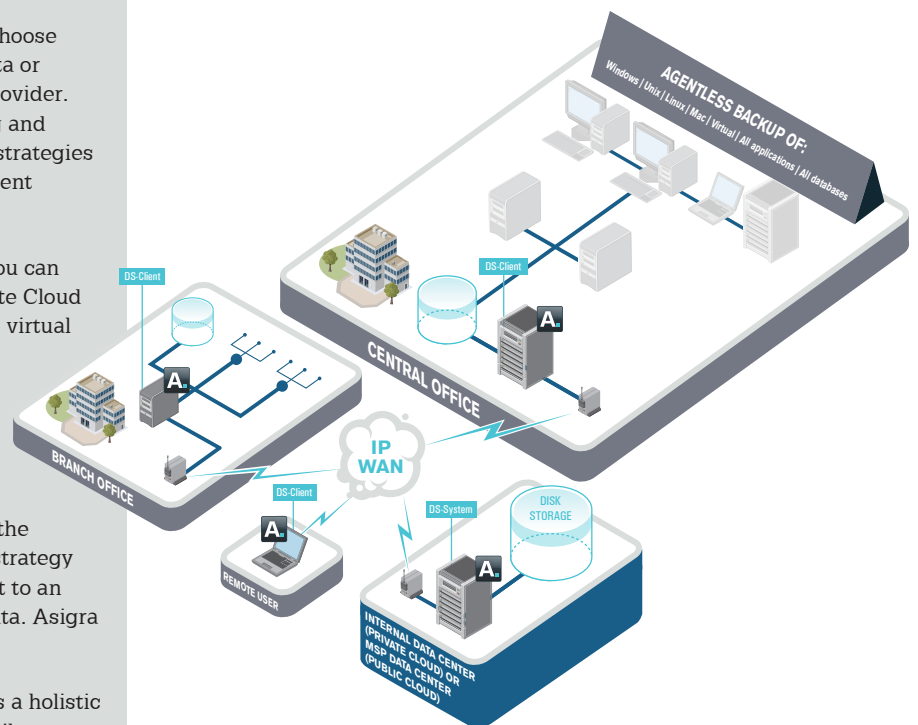 hoose
ta or
ovider.
g and
strategies
ent
ou can
te Cloud
virtual
the
strategy
t to an
ta. Asigra
s a holistic
AGENTLESS BACKUP OF:
Windows | Unix | Linux | Mac | Virtual | All applications | All databases
DS-Client
A.
CENTRAL OFFICE
DS-Client
A.
BRANCH OFFICE
IP
WAN
DS-Client
A.
REMOTE USER
DS-System
A.
DISK
STORAGE
INTERNAL DATA CENTER
(PRIVATE CLOUD) OR
MSP DATA CENTER
(PUBLIC CLOUD)